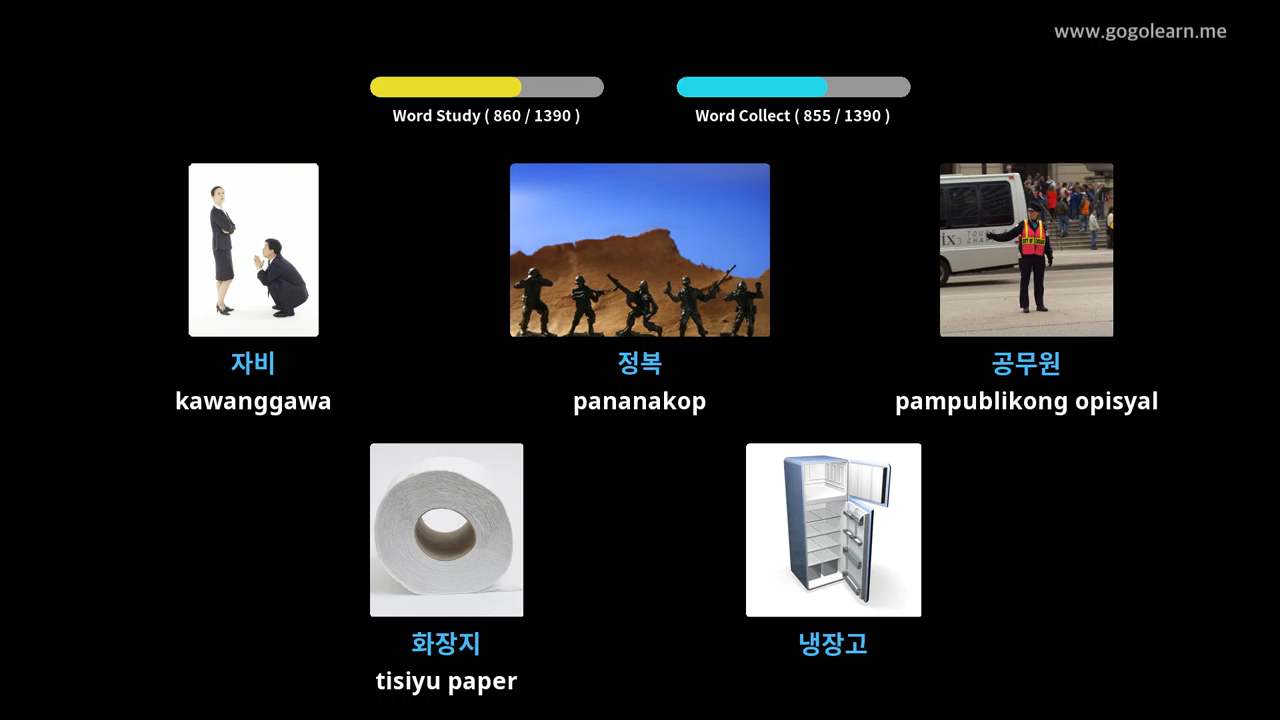 www.gogolearn.me
Word Study ( 860 / 1390 )
Word Collect ( 855 / 1390 )
자비
kawanggawa
정복
pananakop
공무원
pampublikong opisyal
화장지
tisiyu paper
냉장고